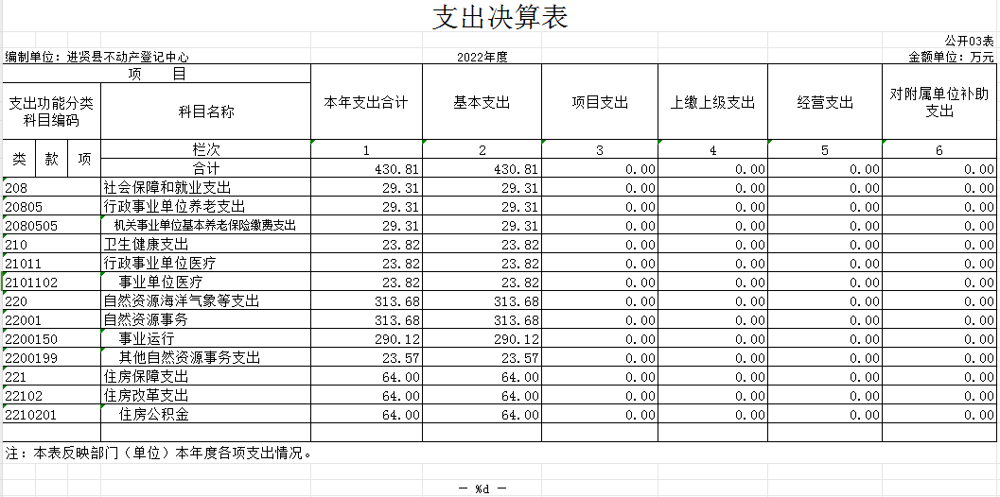 支出决算表
公开03表
编制单位：进贤县不动产登记中心 2022年度 金额单位：万元
项 目 本年支出合计 基本支出 项目支出 上缴上级支出 经营支出 对附属单位补助支出
支出功能分类科目编码 科目名称
类 款 项 栏次 1 2 3 4 5 6
合计 430.81 430.81 0.00 0.00 0.00 0.00
208 社会保障和就业支出 29.31 29.31 0.00 0.00 0.00 0.00
20805 行政事业单位养老支出 29.31 29.31 0.00 0.00 0.00 0.00
2080505 机关事业单位基本养老保险缴费支出 29.31 29.31 0.00 0.00 0.00 0.00
210 卫生健康支出 23.82 23.82 0.00 0.00 0.00 0.00
21011 行政事业单位医疗 23.82 23.82 0.00 0.00 0.00 0.00
2101102 事业单位医疗 23.82 23.82 0.00 0.00 0.00 0.00
220 自然资源海洋气象等支出 313.68 313.68 0.00 0.00 0.00 0.00
22001 自然资源事务 313.68 313.68 0.00 0.00 0.00 0.00
2200150 事业运行 290.12 290.12 0.00 0.00 0.00 0.00
2200199 其他自然资源事务支出 23.57 23.57 0.00 0.00 0.00 0.00
221 住房保障支出 64.00 64.00 0.00 0.00 0.00 0.00
22102 住房改革支出 64.00 64.00 0.00 0.00 0.00 0.00
2210201 住房公积金 64.00 64.00 0.00 0.00 0.00 0.00
注：本表反映部门（单位）本年度各项支出情况。
— %d —